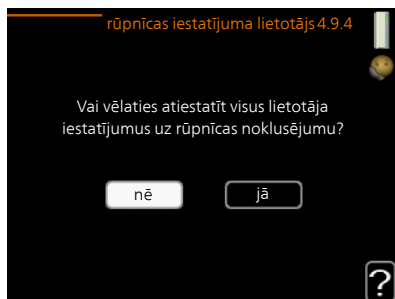 rūpnīcas iestatījuma lietotājs 4.9.4
Vai vēlaties atiestatīt visus lietotāja
iestatījumus uz rūpnīcas noklusējumu?
nē
jā
?